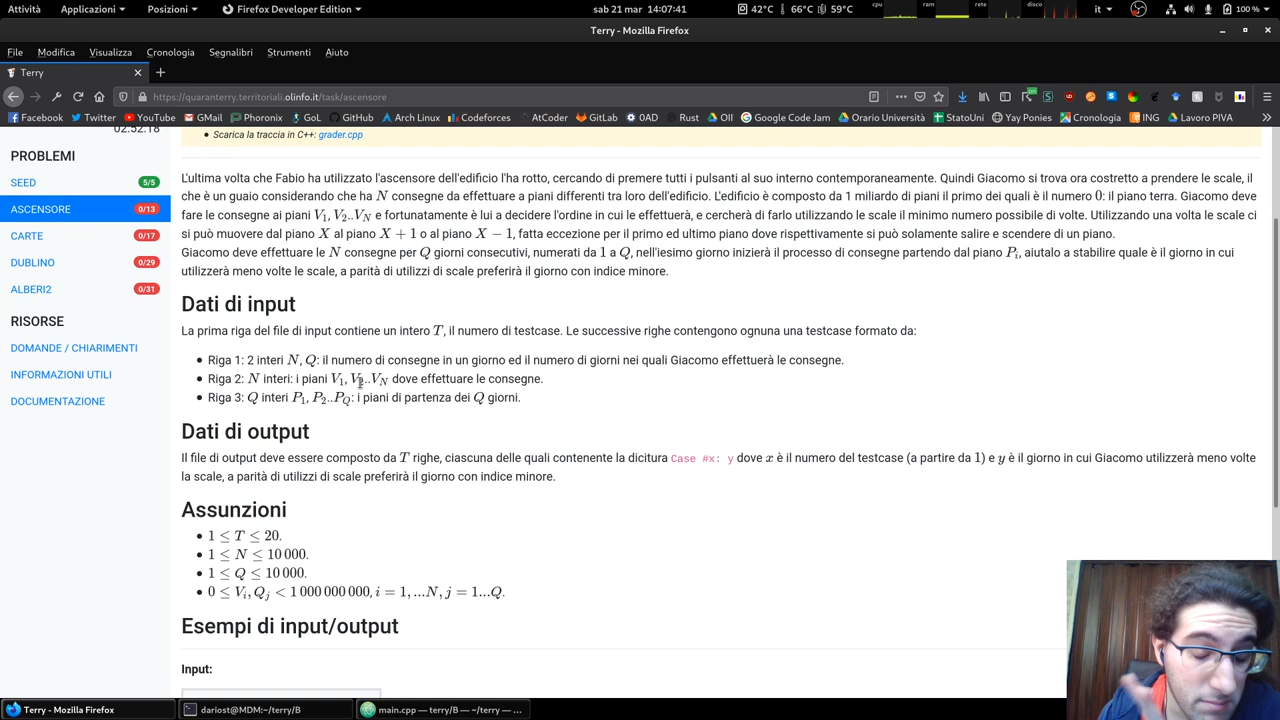 Attività Applicazioni Posizioni Firefox Developer Edition sab 21 mar 14:07:41 42°C 66°C 59°C cpu ram rete disco it 100 %
Terry - Mozilla Firefox
File Modifica Visualizza Cronologia Segnalibri Strumenti Aiuto
Terry
https://quaranterry.territoriali.olinfo.it/task/ascensore
Facebook Twitter YouTube GMail Phoronix GoL GitHub Arch Linux Codeforces AtCoder GitLab 0AD Rust OII Google Code Jam Orario Università StatoUni Yay Ponies Cronologia ING Lavoro PIVA
02:52:18
Scarica la traccia in C++: grader.cpp
PROBLEMI
SEED 5/5
ASCENSORE 0/13
CARTE 0/17
DUBLINO 0/29
ALBERI2 0/31
RISORSE
DOMANDE / CHIARIMENTI
INFORMAZIONI UTILI
DOCUMENTAZIONE
L'ultima volta che Fabio ha utilizzato l'ascensore dell'edificio l'ha rotto, cercando di premere tutti i pulsanti al suo interno contemporaneamente. Quindi Giacomo si trova ora costretto a prendere le scale, il
che è un guaio considerando che ha N consegne da effettuare a piani differenti tra loro dell'edificio. L'edificio è composto da 1 miliardo di piani il primo dei quali è il numero 0: il piano terra. Giacomo deve
fare le consegne ai piani V1, V2..VN e fortunatamente è lui a decidere l'ordine in cui le effettuerà, e cercherà di farlo utilizzando le scale il minimo numero possibile di volte. Utilizzando una volta le scale ci
si può muovere dal piano X al piano X + 1 o al piano X − 1, fatta eccezione per il primo ed ultimo piano dove rispettivamente si può solamente salire e scendere di un piano.
Giacomo deve effettuare le N consegne per Q giorni consecutivi, numerati da 1 a Q, nell'iesimo giorno inizierà il processo di consegne partendo dal piano Pi, aiutalo a stabilire quale è il giorno in cui
utilizzerà meno volte le scale, a parità di utilizzi di scale preferirà il giorno con indice minore.
Dati di input
La prima riga del file di input contiene un intero T, il numero di testcase. Le successive righe contengono ognuna una testcase formato da:
Riga 1: 2 interi N, Q: il numero di consegne in un giorno ed il numero di giorni nei quali Giacomo effettuerà le consegne.
Riga 2: N interi: i piani V1, V2..VN dove effettuare le consegne.
Riga 3: Q interi P1, P2..PQ: i piani di partenza dei Q giorni.
Dati di output
Il file di output deve essere composto da T righe, ciascuna delle quali contenente la dicitura Case #x: y dove x è il numero del testcase (a partire da 1) e y è il giorno in cui Giacomo utilizzerà meno volte
la scale, a parità di utilizzi di scale preferirà il giorno con indice minore.
Assunzioni
1 ≤ T ≤ 20.
1 ≤ N ≤ 10 000.
1 ≤ Q ≤ 10 000.
0 ≤ Vi, Qj < 1 000 000 000, i = 1, ...N, j = 1...Q.
Esempi di input/output
Input:
Terry - Mozilla Firefox dariost@MDM:~/terry/B main.cpp — terry/B — ~/terry — ...